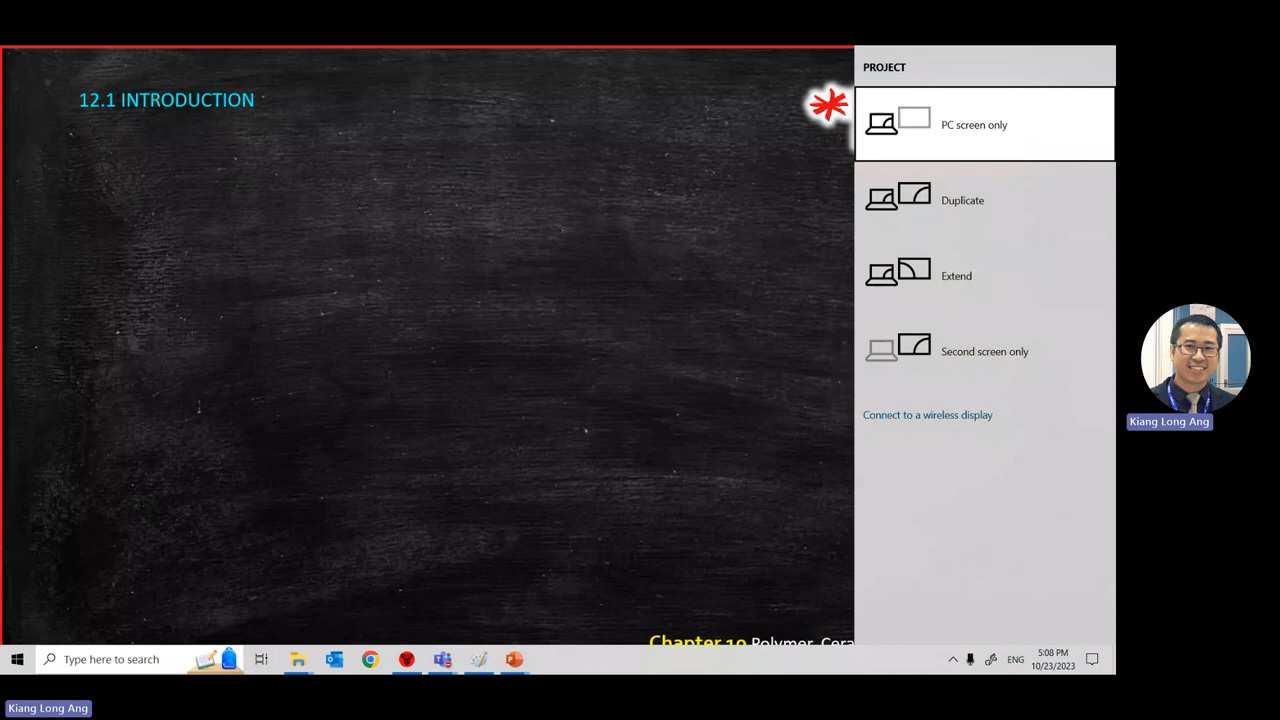 12.1 INTRODUCTION
PROJECT
PC screen only
Duplicate
Extend
Second screen only
Connect to a wireless display
Kiang Long Ang
Chapter 10 Polymer, Cera
Type here to search
ENG
5:08 PM
10/23/2023
Kiang Long Ang